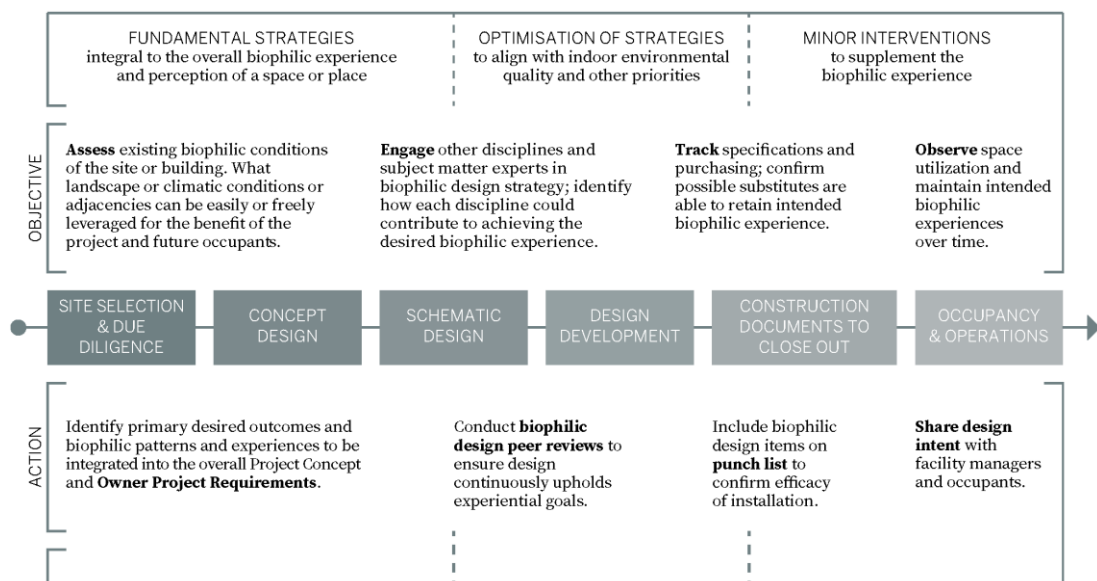 FUNDAMENTAL STRATEGIES
integral to the overall biophilic experience
and perception of a space or place
OPTIMISATION OF STRATEGIES
to align with indoor environmental
quality and other priorities
MINOR INTERVENTIONS
to supplement the
biophilic experience
OBJECTIVE
Assess existing biophilic conditions
of the site or building. What
landscape or climatic conditions or
adjacencies can be easily or freely
leveraged for the benefit of the
project and future occupants.
Engage other disciplines and
subject matter experts in
biophilic design strategy; identify
how each discipline could
contribute to achieving the
desired biophilic experience.
Track specifications and
purchasing; confirm
possible substitutes are
able to retain intended
biophilic experience.
Observe space
utilization and
maintain intended
biophilic
experiences
over time.
SITE SELECTION
& DUE
DILIGENCE
CONCEPT
DESIGN
SCHEMATIC
DESIGN
DESIGN
DEVELOPMENT
CONSTRUCTION
DOCUMENTS TO
CLOSE OUT
OCCUPANCY
& OPERATIONS
ACTION
Identify primary desired outcomes and
biophilic patterns and experiences to be
integrated into the overall Project Concept
and Owner Project Requirements.
Conduct biophilic
design peer reviews to
ensure design
continuously upholds
experiential goals.
Include biophilic
design items on
punch list to
confirm efficacy
of installation.
Share design
intent with
facility managers
and occupants.